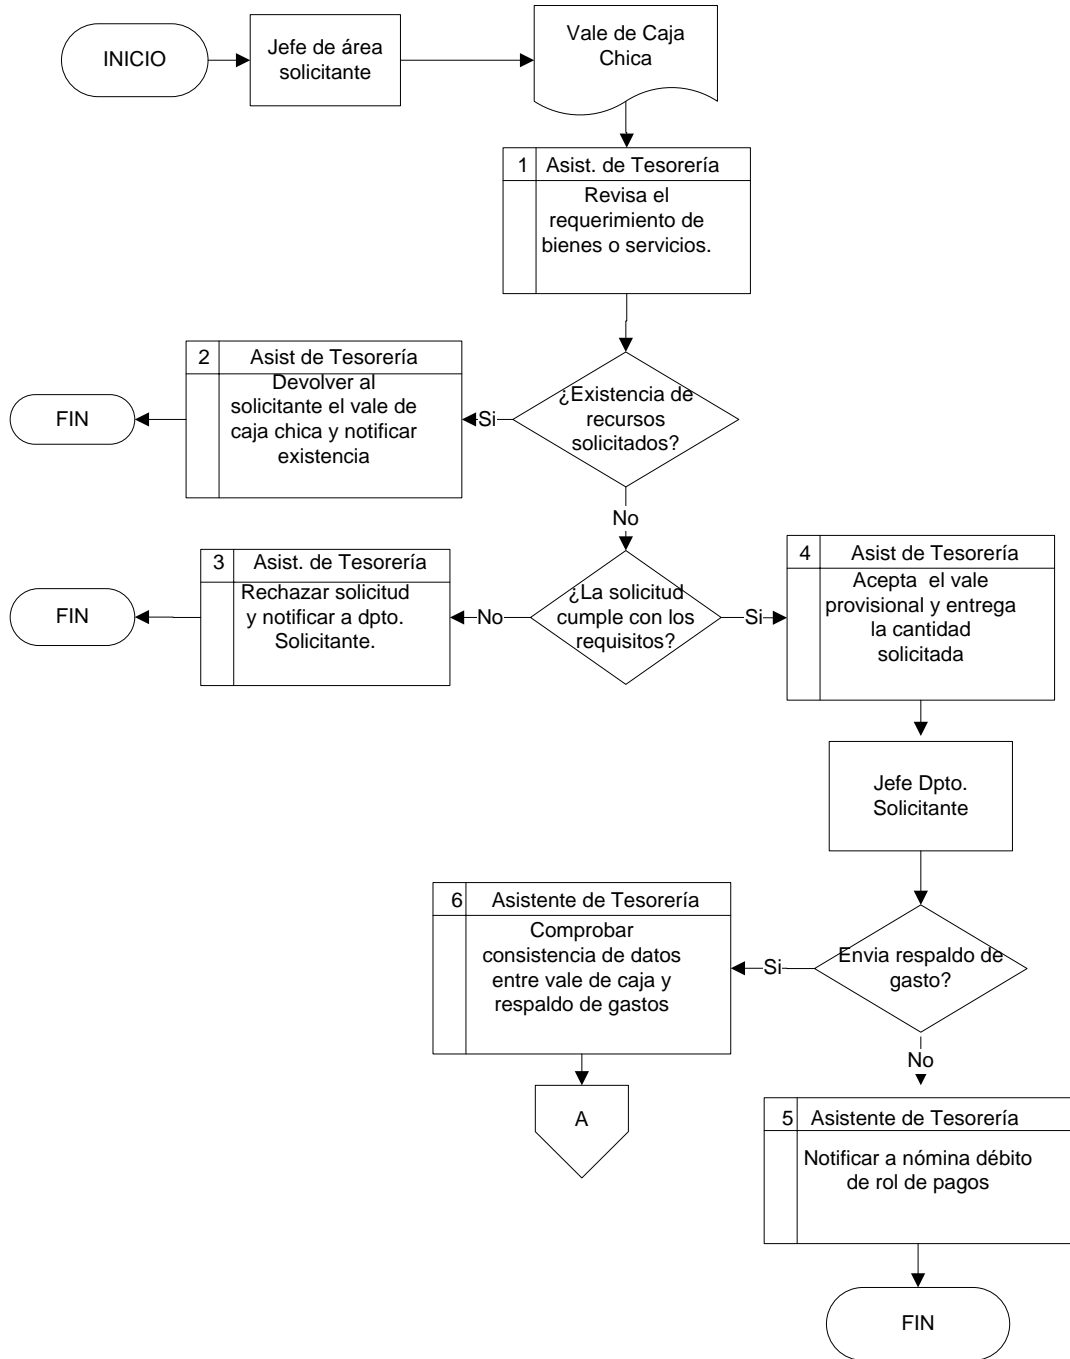 INICIO
Jefe de área
solicitante
Vale de Caja
Chica
1
Asist. de Tesorería
Revisa el
requerimiento de
bienes o servicios.
2
Asist de Tesorería
Devolver al
solicitante el vale de
caja chica y notificar
existencia
FIN
Si
¿Existencia de
recursos
solicitados?
No
3
Asist. de Tesorería
Rechazar solicitud
y notificar a dpto.
Solicitante.
FIN
No
¿La solicitud
cumple con los
requisitos?
Si
4
Asist de Tesorería
Acepta el vale
provisional y entrega
la cantidad
solicitada
Jefe Dpto.
Solicitante
6
Asistente de Tesorería
Comprobar
consistencia de datos
entre vale de caja y
respaldo de gastos
Si
Envia respaldo de
gasto?
No
A
5
Asistente de Tesorería
Notificar a nómina débito
de rol de pagos
FIN